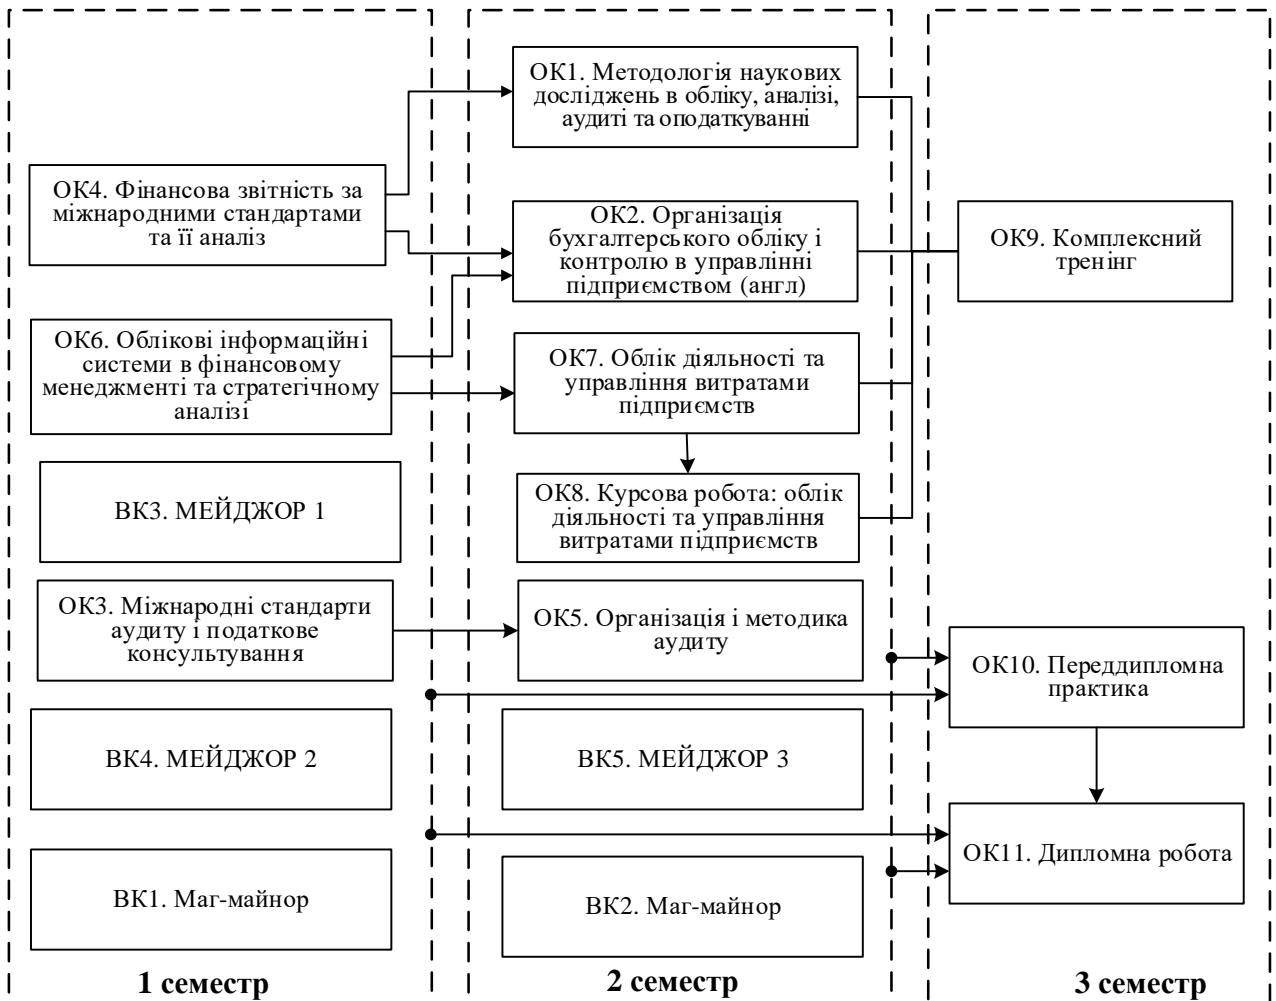 ОК4. Фінансова звітність за
міжнародними стандартами
та її аналіз
ОК6. Облікові інформаційні
системи в фінансовому
менеджменті та стратегічному
аналізі
ВК3. МЕЙДЖОР 1
ОК3. Міжнародні стандарти
аудиту і податкове
консультування
ВК4. МЕЙДЖОР 2
ВК1. Маг-майнор
1 семестр
ОК1. Методологія наукових
досліджень в обліку, аналізі,
аудиті та оподаткуванні
ОК2. Організація
бухгалтерського обліку і
контролю в управлінні
підприємством (англ)
ОК7. Облік діяльності та
управління витратами
підприємств
ОК8. Курсова робота: облік
діяльності та управління
витратами підприємств
ОК5. Організація і методика
аудиту
ВК5. МЕЙДЖОР 3
ВК2. Маг-майнор
2 семестр
ОК9. Комплексний
тренінг
ОК10. Переддипломна
практика
ОК11. Дипломна робота
3 семестр